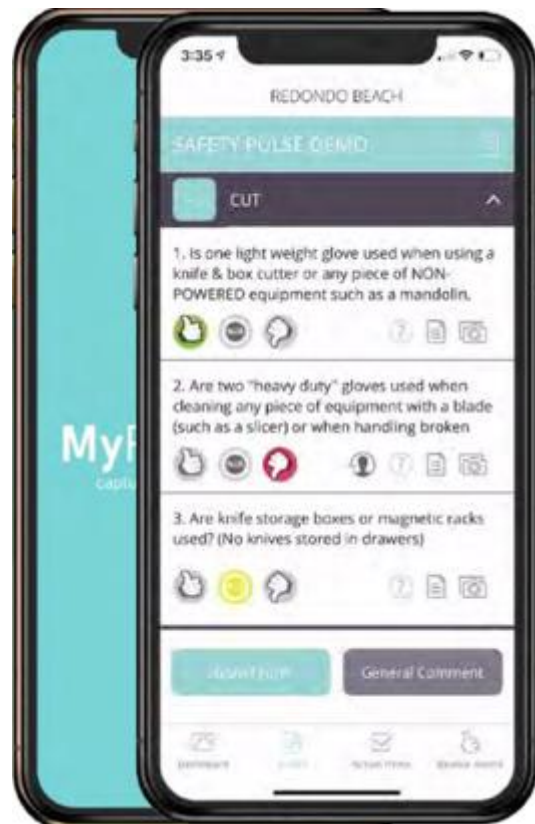 3:35
REDONDO BEACH
SAFETY PULSE DEMO
CUT
1. Is one light weight glove used when using a
knife & box cutter or any piece of NON-
POWERED equipment such as a mandolin.
2. Are two "heavy duty" gloves used when
cleaning any piece of equipment with a blade
(such as a slicer) or when handling broken
3. Are knife storage boxes or magnetic racks
used? (No knives stored in drawers)
General Comment
Dashboard
Action Items
My
captu